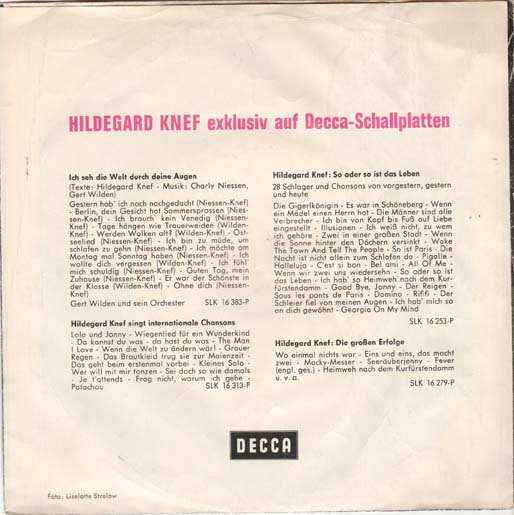 HILDEGARD KNEF exklusiv auf Decca-Schallplatten
Ich seh die Welt durch deine Augen
(Texte: Hildegard Knef - Musik: Charly Niessen,
Gert Wilden)
Gestern hab' ich noch nachgedacht (Niessen-Knef)
- Berlin, dein Gesicht hat Sommersprossen (Nies-
sen-Knef) - Ich brauch' kein Venedig (Niessen-
Knef) - Tage hängen wie Trauerweiden (Wilden-
Knef) - Werden Wolken alt? (Wilden-Knef) - Ost-
seelied (Niessen-Knef) - Ich bin zu müde, um
schlafen zu gehn (Niessen-Knef) - Ich möchte am
Montag mal Sonntag haben (Niessen-Knef) - Ich
wollte dich vergessen (Wilden-Knef) - Ich fühl'
mich schuldig (Niessen-Knef) - Guten Tag, mein
Zuhause (Niessen-Knef) - Er war der Schönste in
der Klasse (Wilden-Knef) - Ohne dich (Niessen-
Knef)
Gert Wilden und sein Orchester SLK 16 383-P
Hildegard Knef singt internationale Chansons
Lola und Jonny - Wiegenlied für ein Wunderkind
- Da kannst du was - da hast du was - The Man
I Love - Wenn die Welt zu ändern wär! - Grauer
Regen - Das Brautkleid trug sie zur Maienzeit -
Das geht beim erstenmal vorbei - Kleines Solo -
Wer will mit mir tanzen - Sei doch so wie damals
- Je t'attends - Frag nicht, warum ich gehe -
Patachou SLK 16 313-P
Hildegard Knef: So oder so ist das Leben
28 Schlager und Chansons von vorgestern, gestern
und heute
Die Gigerlkönigin - Es war in Schöneberg - Wenn
ein Mädel einen Herrn hat - Die Männer sind alle
Verbrecher - Ich bin von Kopf bis Fuß auf Liebe
eingestellt - Illusionen - Ich weiß nicht, zu wem
ich gehöre - Zwei in einer großen Stadt - Wenn
die Sonne hinter den Dächern versinkt - Wake
The Town And Tell The People - So ist Paris - Die
Nacht ist nicht allein zum Schlafen da - Pigalle -
Halleluja - C'est si bon - Bel ami - All Of Me -
Wenn wir zwei uns wiedersehn - So oder so ist
das Leben - Ich hab' so Heimweh nach dem Kur-
fürstendamm - Good Bye, Jonny - Der Reigen -
Sous les ponts de Paris - Domino - Rififi - Der
Schleier fiel von meinen Augen - Ich hab' mich so
an dich gewöhnt - Georgia On My Mind
SLK 16 253-P
Hildegard Knef: Die großen Erfolge
Wo einmal nichts war - Eins und eins, das macht
zwei - Macky-Messer - Seeräuberjenny - Fever
(engl. ges.) - Heimweh nach dem Kurfürstendamm
u. v. a. SLK 16 279-P
DECCA
Foto: Liselotte Strelow